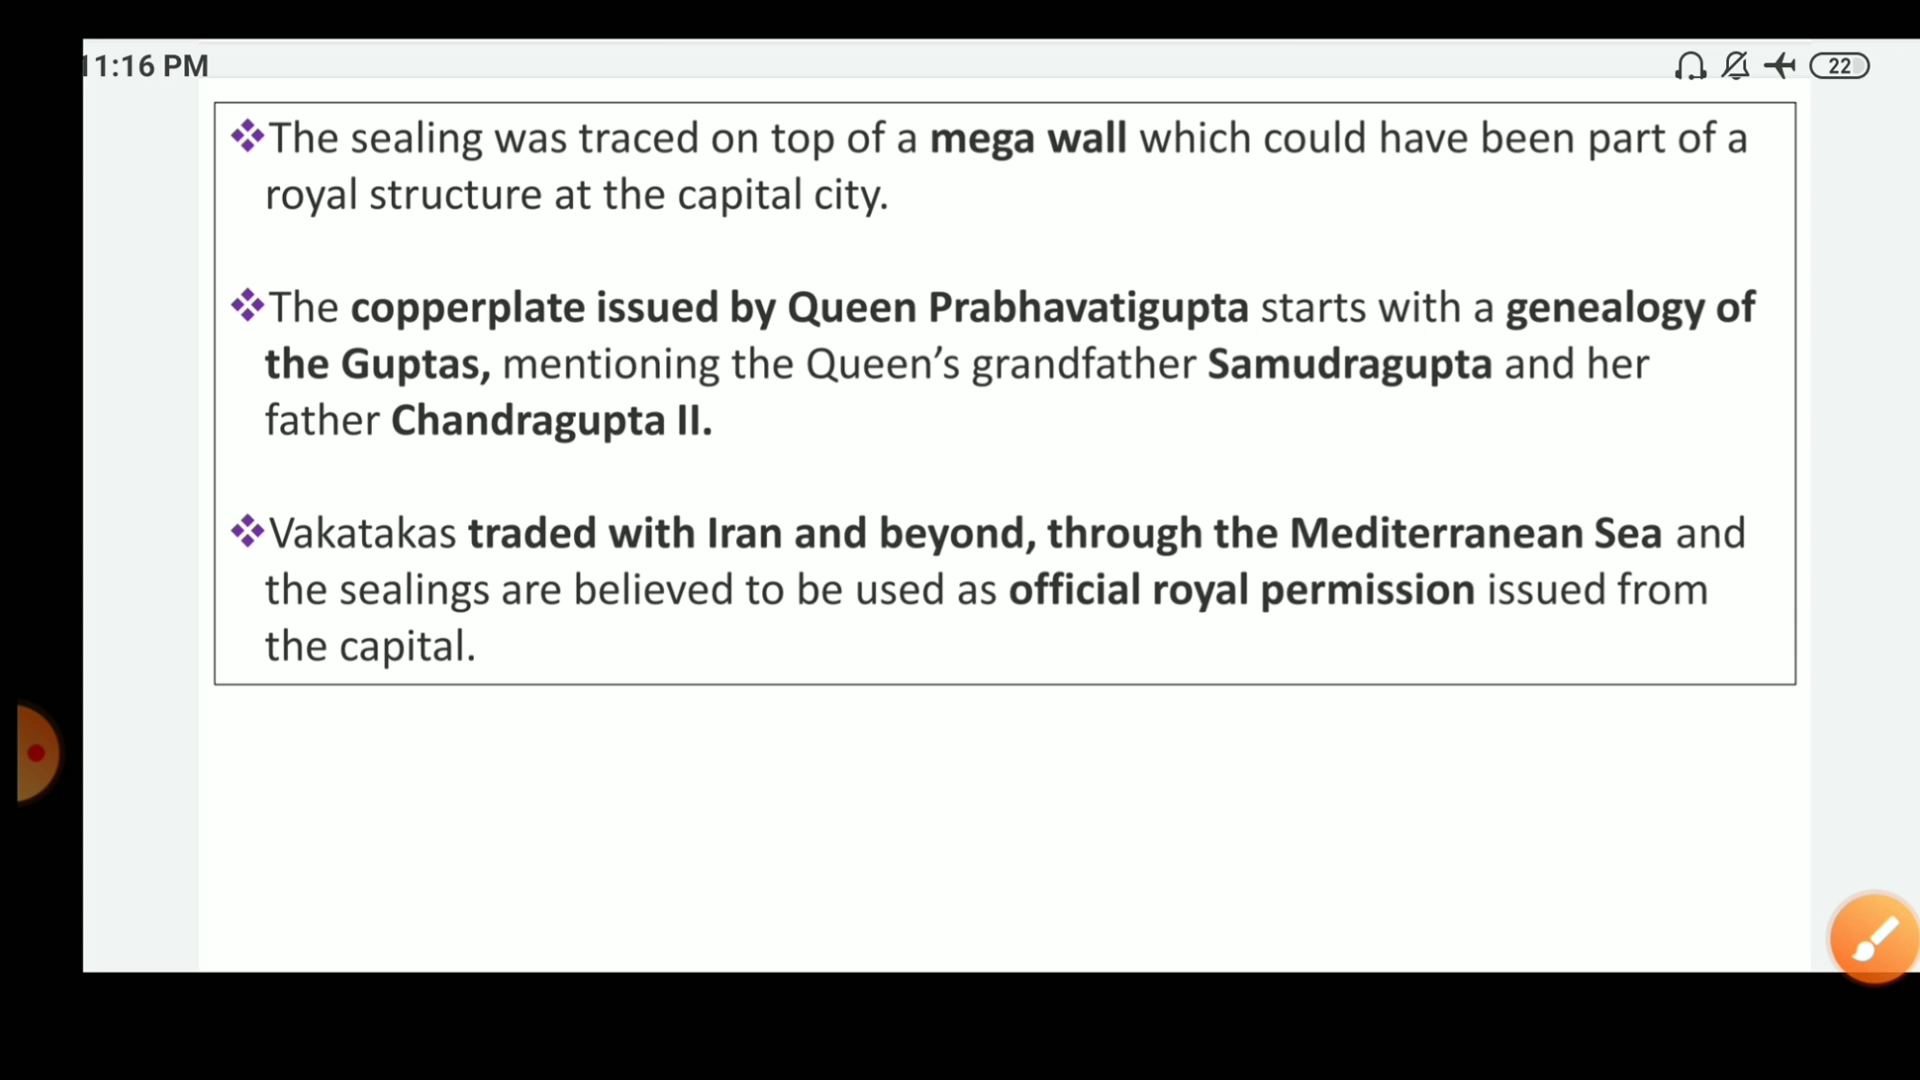 11:16 PM
22
The sealing was traced on top of a mega wall which could have been part of a
royal structure at the capital city.
The copperplate issued by Queen Prabhavatigupta starts with a genealogy of
the Guptas, mentioning the Queen’s grandfather Samudragupta and her
father Chandragupta II.
Vakatakas traded with Iran and beyond, through the Mediterranean Sea and
the sealings are believed to be used as official royal permission issued from
the capital.